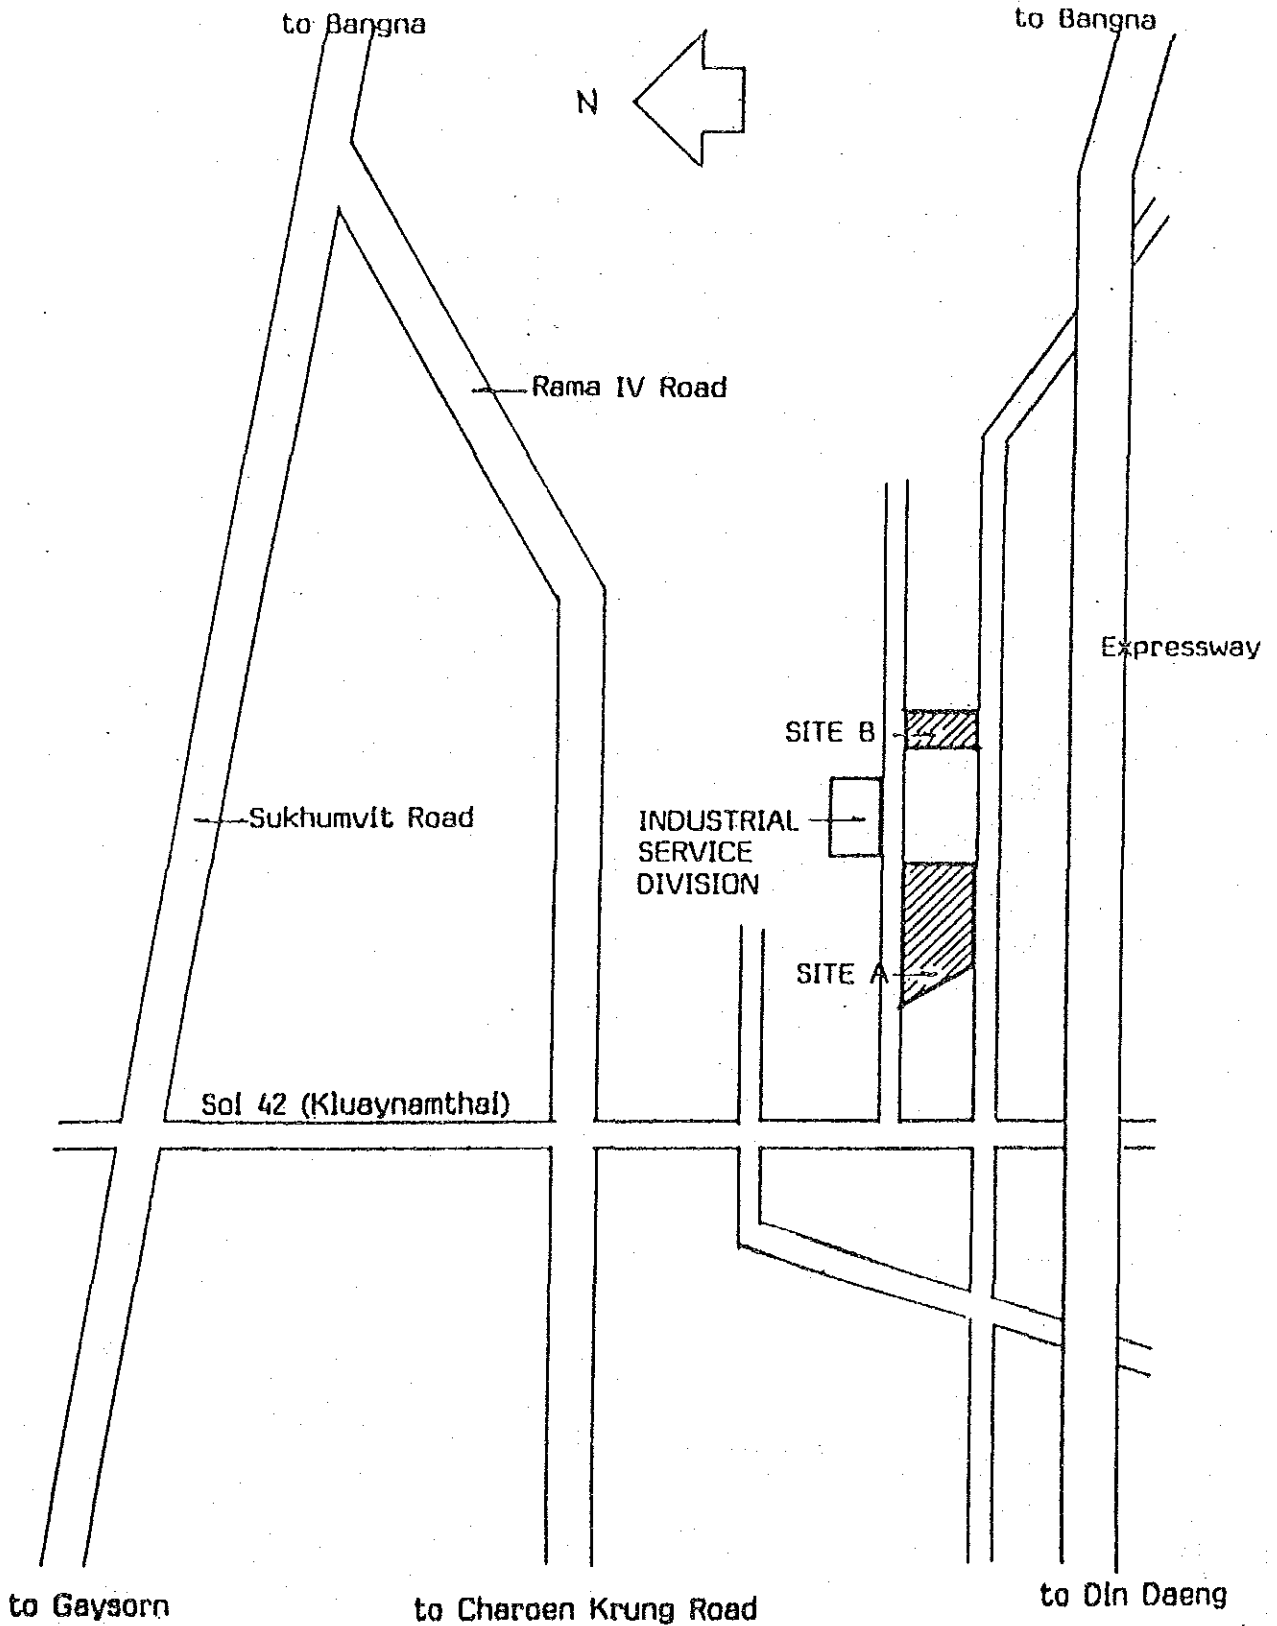 to Bangna
to Bangna
N
Rama IV Road
Expressway
SITE B
Sukhumvit Road
INDUSTRIAL
SERVICE
DIVISION
SITE A
Soi 42 (Kluaynamthai)
to Gaysorn
to Charoen Krung Road
to Din Daeng